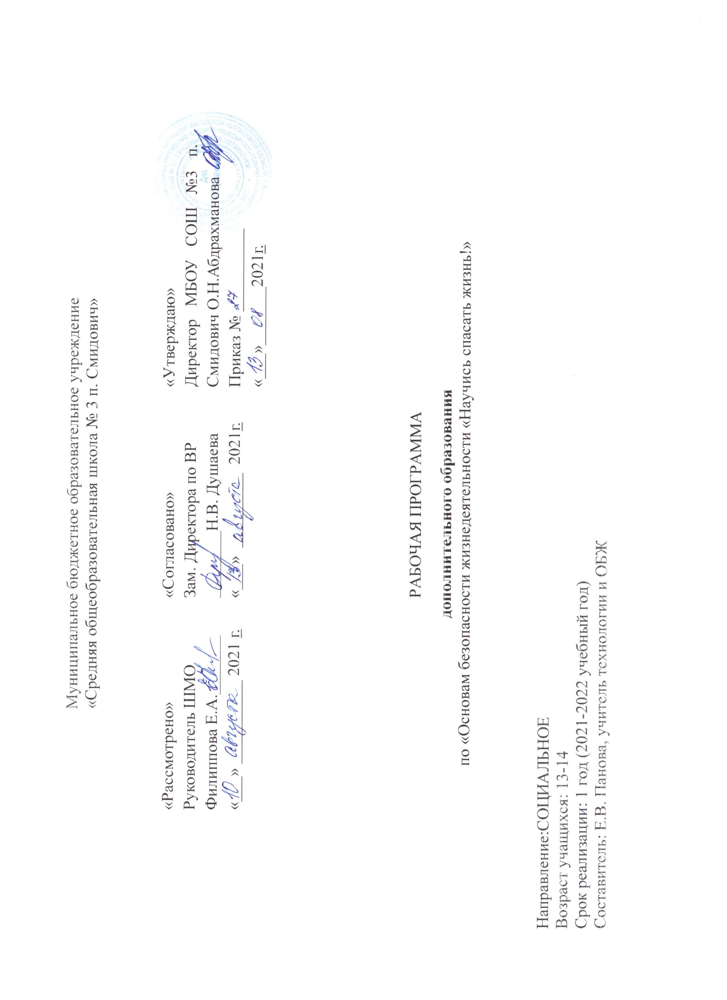 Муниципальное бюджетное образовательное учреждение
«Средняя общеобразовательная школа № 3 п. Смидович»
«Рассмотрено»
Руководитель ШМО
Филиппова Е.А.
«10» августа 2021 г.
«Согласовано»
Зам. Директора по ВР
Н.В. Душаева
«13» августа 2021г.
«Утверждаю»
Директор МБОУ СОШ №3 п.
Смидович О.Н.Абдрахманова
Приказ № 27
«13» 08 2021г.
РАБОЧАЯ ПРОГРАММА
дополнительного образования
по «Основам безопасности жизнедеятельности «Научись спасать жизнь!»
Направление:СОЦИАЛЬНОЕ
Возраст учащихся: 13-14
Срок реализации: 1 год (2021-2022 учебный год)
Составитель: Е.В. Панова, учитель технологии и ОБЖ